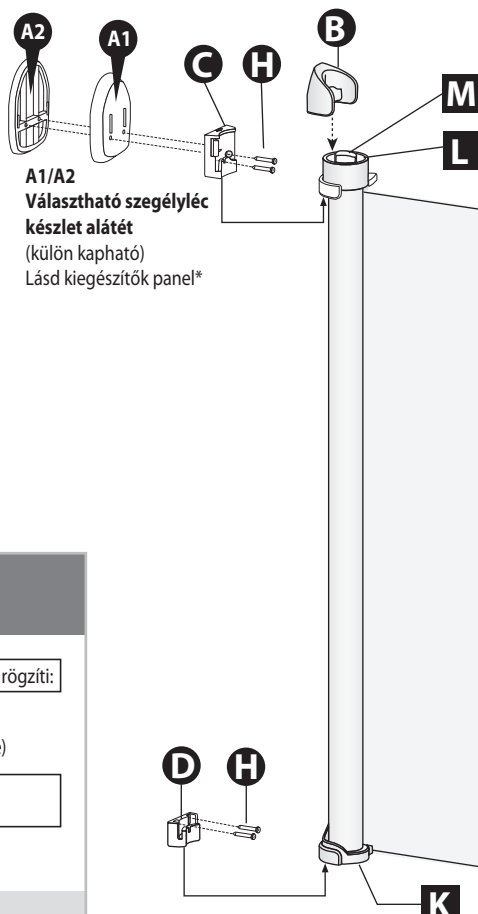 A2
A1
B
C
H
M
L
A1/A2
Választható szegélyléc
készlet alátét
(külön kapható)
Lásd kiegészítők panel*
rögzíti:
D
H
K